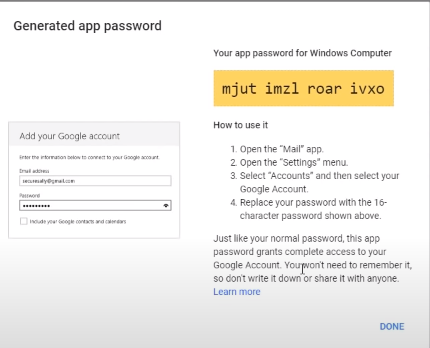 Generated app password
Your app password for Windows Computer
mjut imzl roar ivxo
Add your Google account
Enter the information below to connect to your Google account
Email address
securesally@gmail.com
Password
•••••••••
Include your Google contacts and calendars
How to use it
1. Open the "Mail" app.
2. Open the "Settings" menu.
3. Select "Accounts" and then select your
Google Account.
4. Replace your password with the 16-
character password shown above.
Just like your normal password, this app
password grants complete access to your
Google Account. You won't need to remember it,
so don't write it down or share it with anyone.
Learn more
DONE